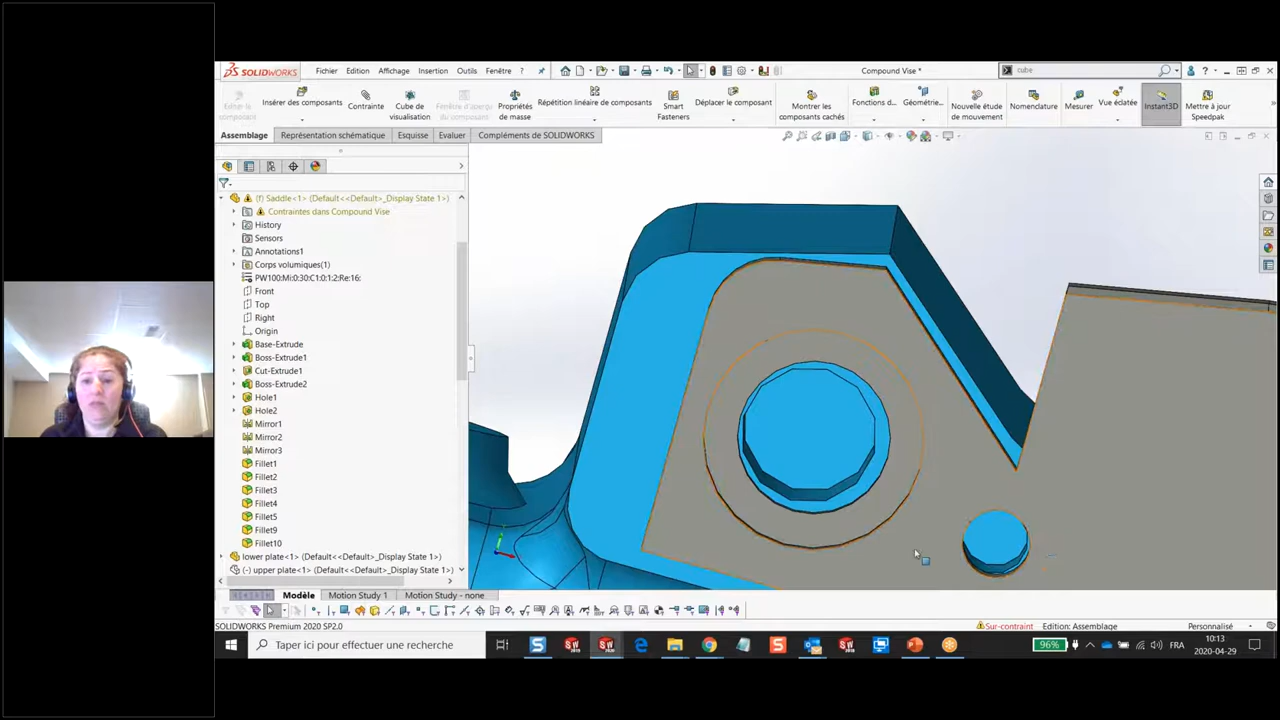 SOLIDWORKS Fichier Edition Affichage Insertion Outils Fenêtre ? Compound Vise * cube
Insérer des composants Contrainte Cube de visualisation Propriétés de masse Répétition linéaire de composants Smart Fasteners Déplacer le composant Montrer les composants cachés Fonctions d... Géométrie... Nouvelle étude de mouvement Nomenclature Mesurer Vue éclatée Instant3D Mettre à jour Speedpak
Assemblage Représentation schématique Esquisse Evaluer Compléments de SOLIDWORKS
(f) Saddle<1> (Default<<Default>_Display State 1>)
Contraintes dans Compound Vise
History
Sensors
Annotations1
Corps volumiques(1)
PW100:Mi:0:30:C1:0:1:2:Re:16:
Front
Top
Right
Origin
Base-Extrude
Boss-Extrude1
Cut-Extrude1
Boss-Extrude2
Hole1
Hole2
Mirror1
Mirror2
Mirror3
Fillet1
Fillet2
Fillet3
Fillet4
Fillet5
Fillet9
Fillet10
lower plate<1> (Default<<Default>_Display State 1>)
(-) upper plate<1> (Default<<Default>_Display State 1>)
Modèle Motion Study 1 Motion Study - none
SOLIDWORKS Premium 2020 SP2.0 Sur-contraint Edition: Assemblage Personnalisé
Taper ici pour effectuer une recherche 96% FRA 10:13
2020-04-29